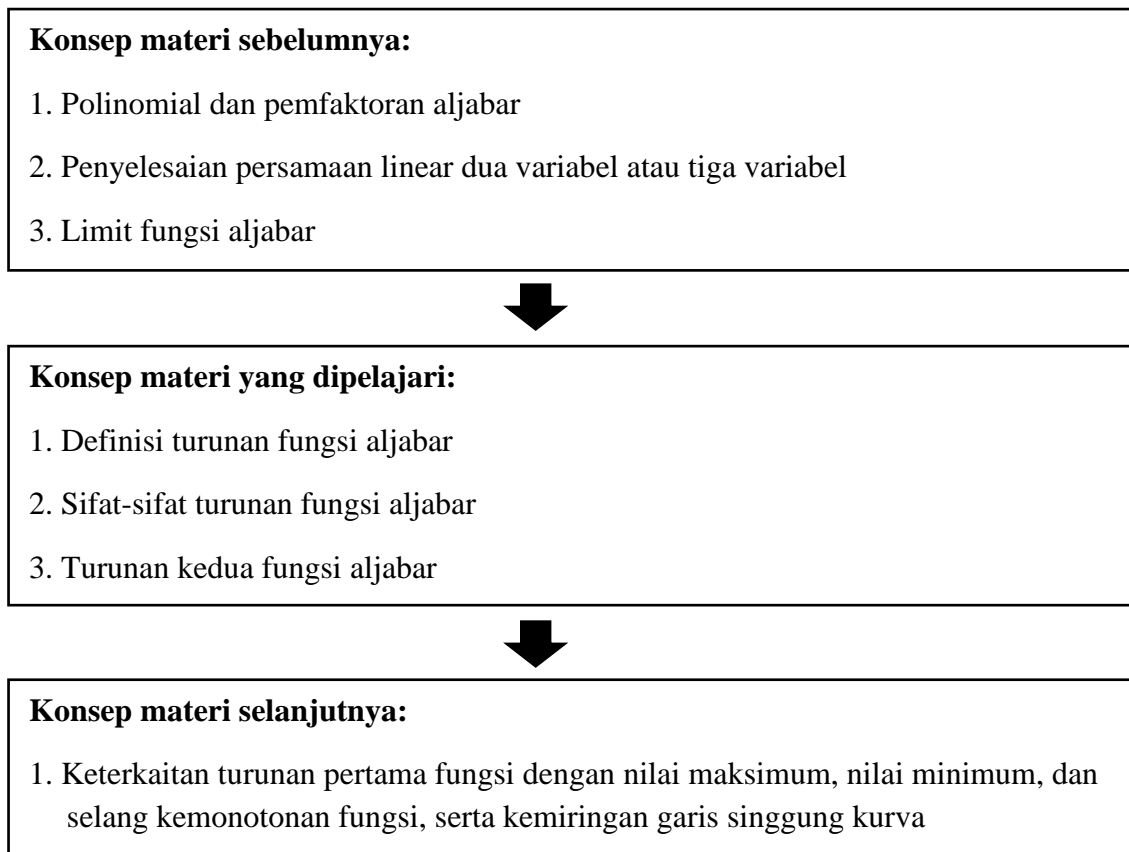 Konsep materi sebelumnya:
1. Polinomial dan pemfaktoran aljabar
2. Penyelesaian persamaan linear dua variabel atau tiga variabel
3. Limit fungsi aljabar
Konsep materi yang dipelajari:
1. Definisi turunan fungsi aljabar
2. Sifat-sifat turunan fungsi aljabar
3. Turunan kedua fungsi aljabar
Konsep materi selanjutnya:
1. Keterkaitan turunan pertama fungsi dengan nilai maksimum, nilai minimum, dan
selang kemonotonan fungsi, serta kemiringan garis singgung kurva